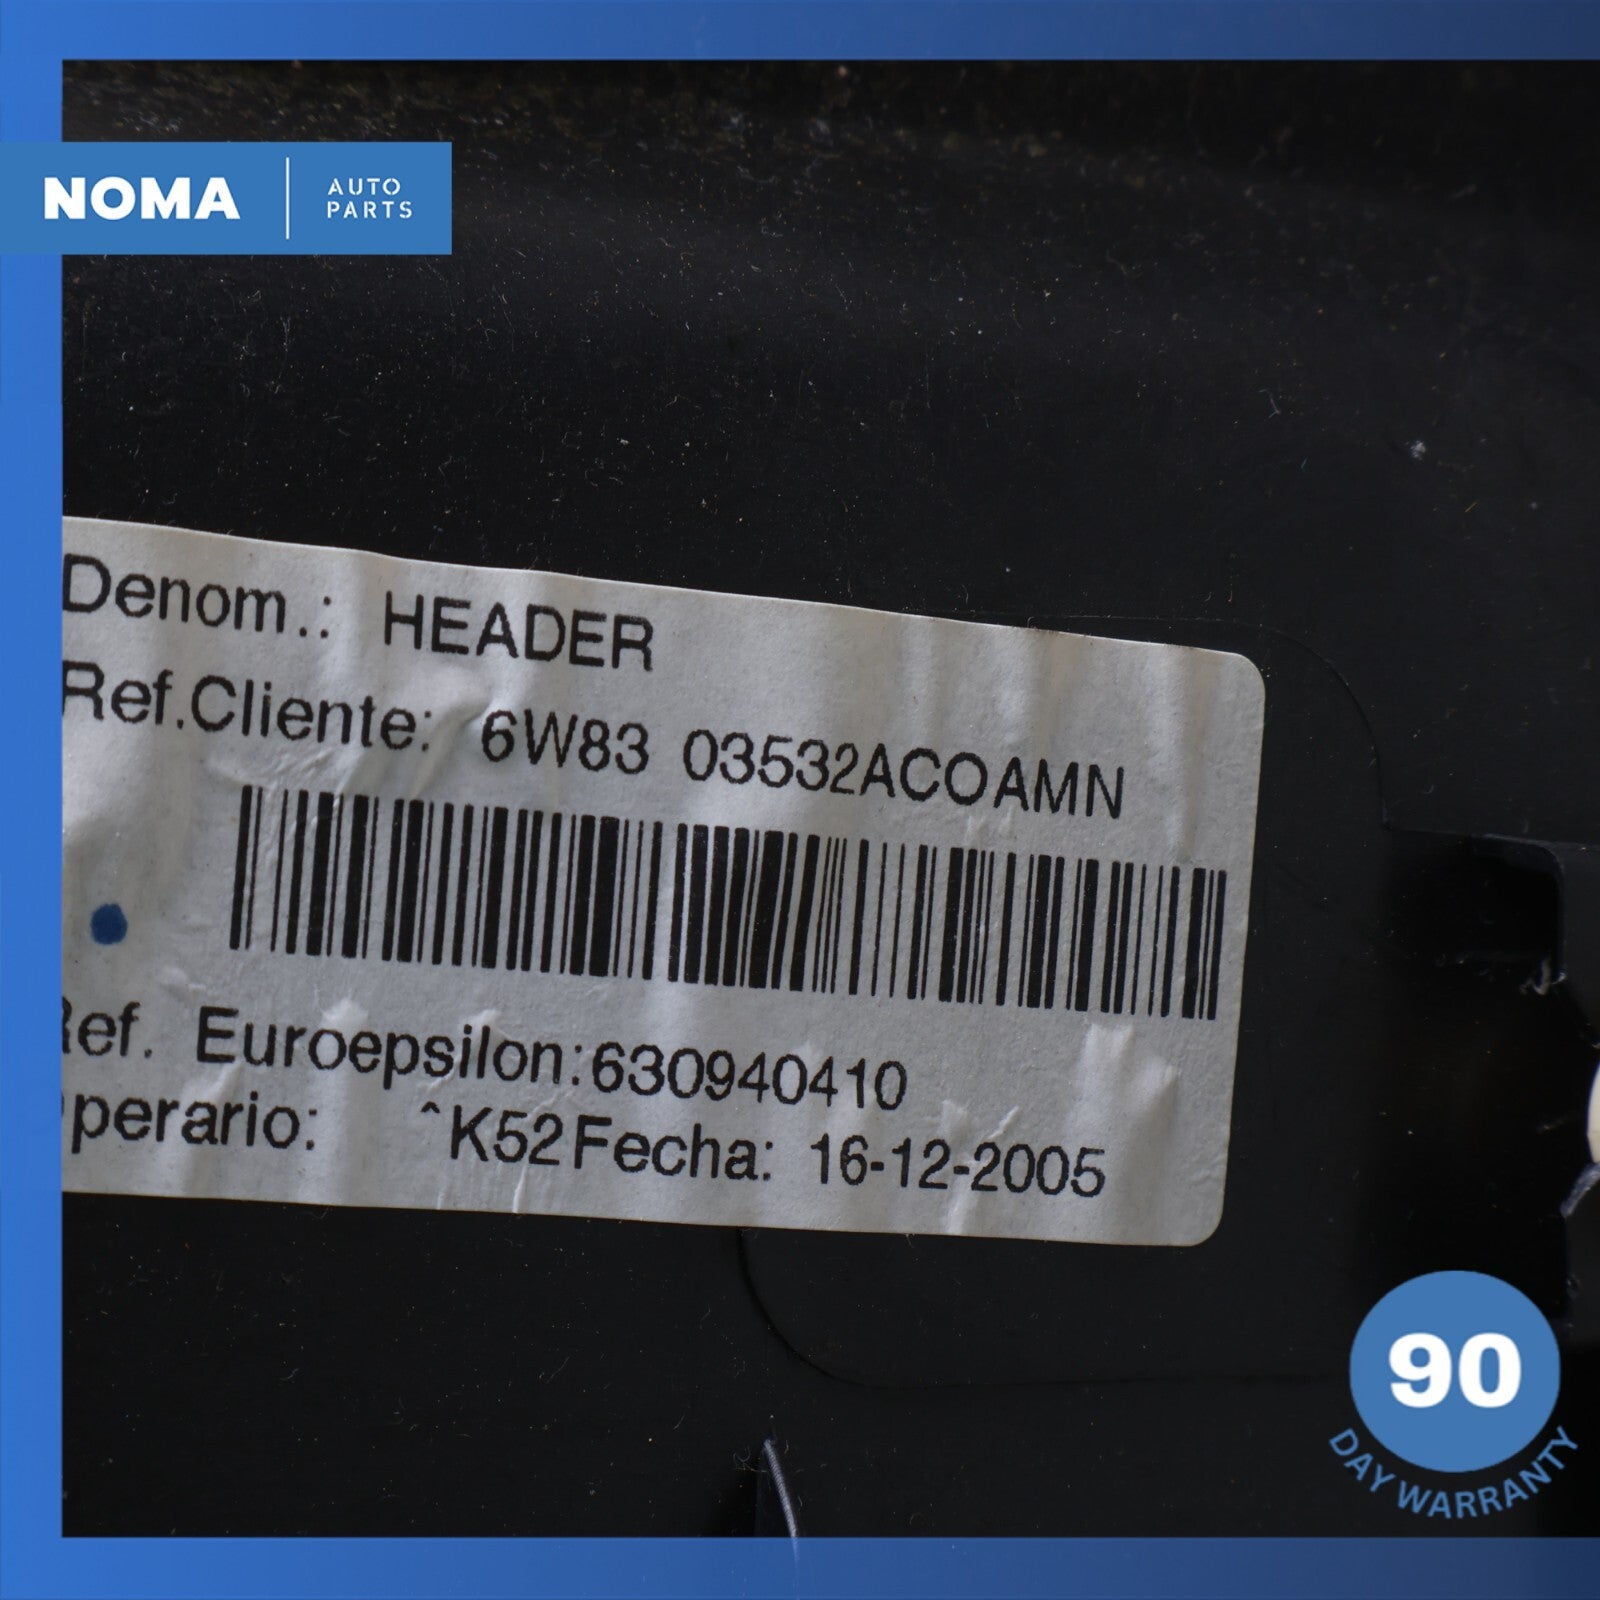 NOMA
AUTO
PARTS
Denom.: HEADER
Ref.Cliente: 6W83 03532ACOAMN
Ref. Euroepsilon:630940410
perario: ^K52 Fecha: 16-12-2005
90
DAY WARRANTY